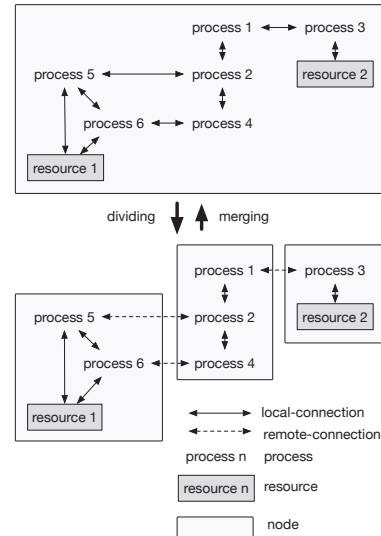 process 1 process 3
process 5 process 2 resource 2
process 6 process 4
resource 1
dividing merging
process 1 process 3
process 5 process 2 resource 2
process 6 process 4
resource 1
local-connection
remote-connection
process n process
resource n resource
node